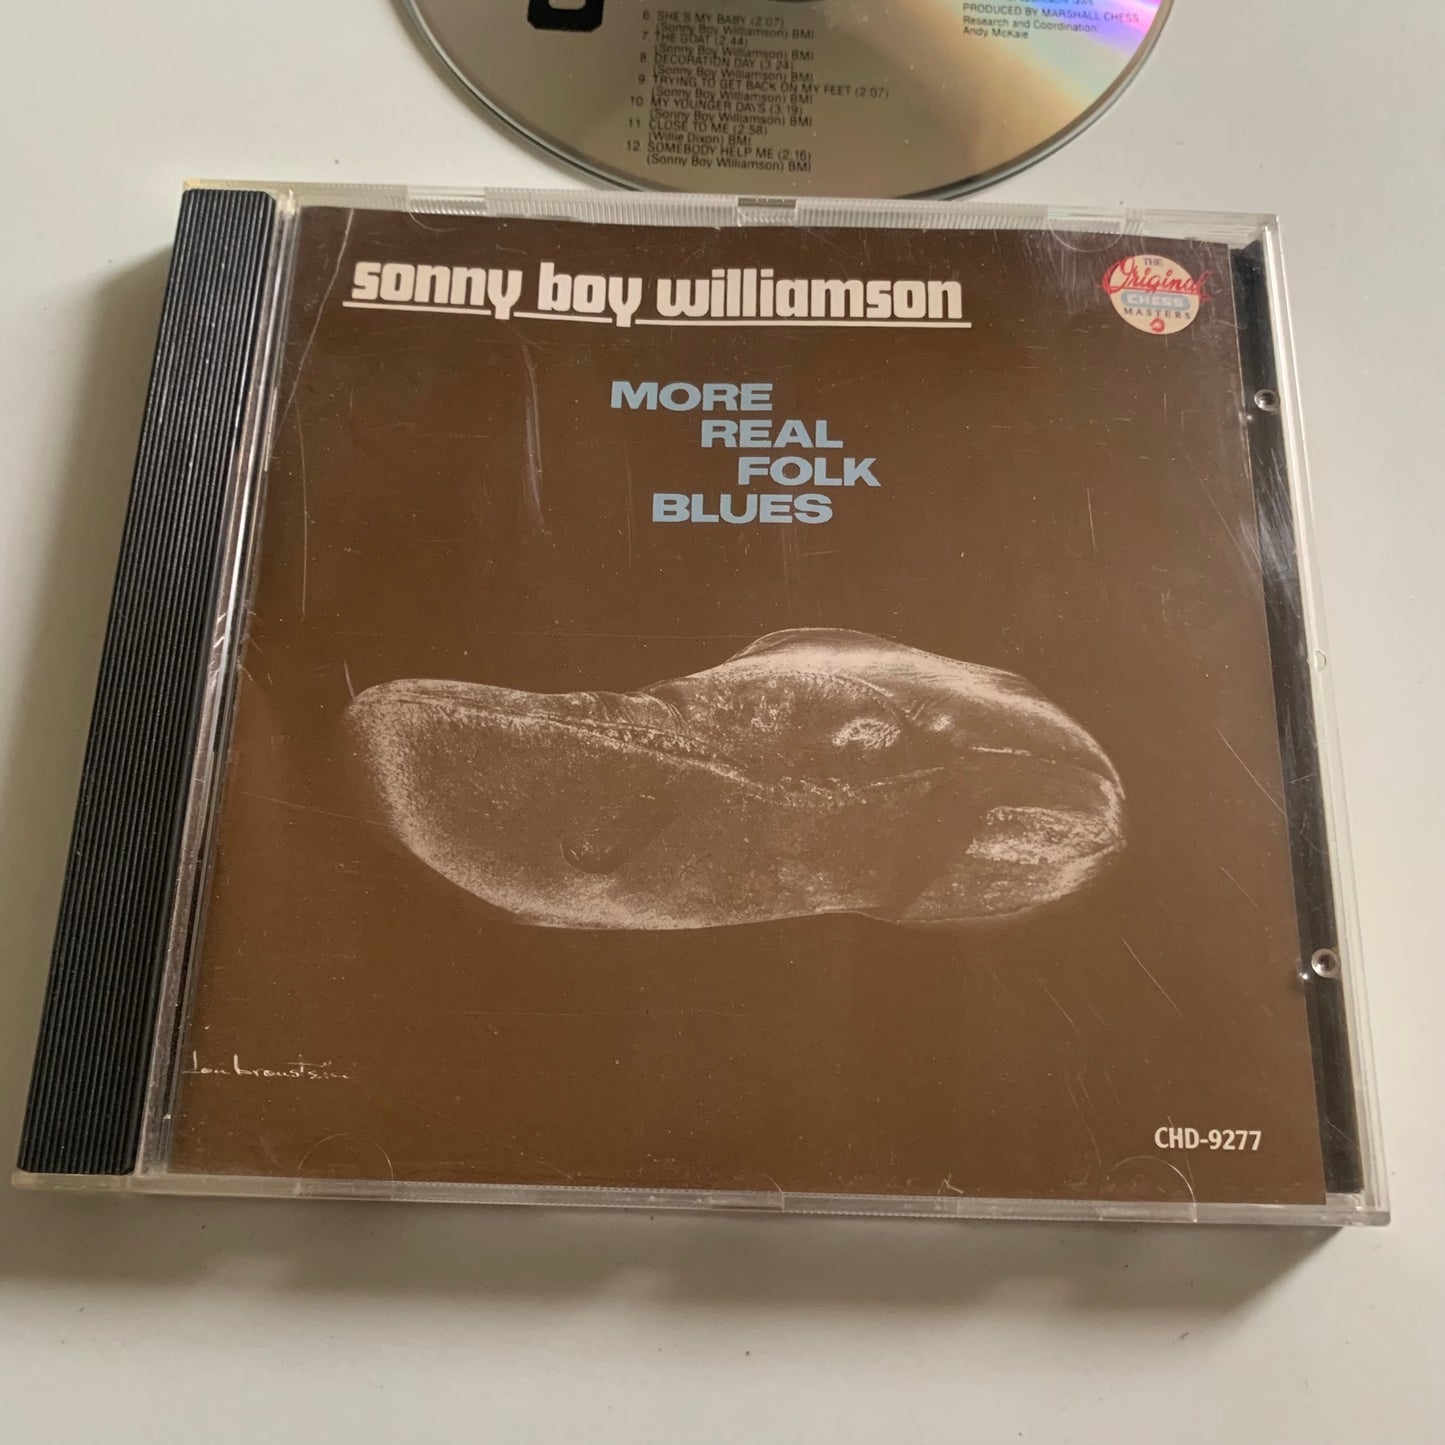 6. SHE'S MY BABY (2:07)
(Sonny Boy Williamson) BMI
7. THE GOAT (2:44)
(Sonny Boy Williamson) BMI
8. DECORATION DAY (3:24)
(Sonny Boy Williamson) BMI
9. TRYING TO GET BACK ON MY FEET (2:07)
(Sonny Boy Williamson) BMI
10. MY YOUNGER DAYS (3:19)
(Sonny Boy Williamson) BMI
11. CLOSE TO ME (2:58)
(Willie Dixon) BMI
12. SOMEBODY HELP ME (2:16)
(Sonny Boy Williamson) BMI
PRODUCED BY MARSHALL CHESS
Research and Coordination
Andy McKaie
sonny boy williamson
THE
Original
CHESS
MASTERS
MORE
REAL
FOLK
BLUES
CHD-9277